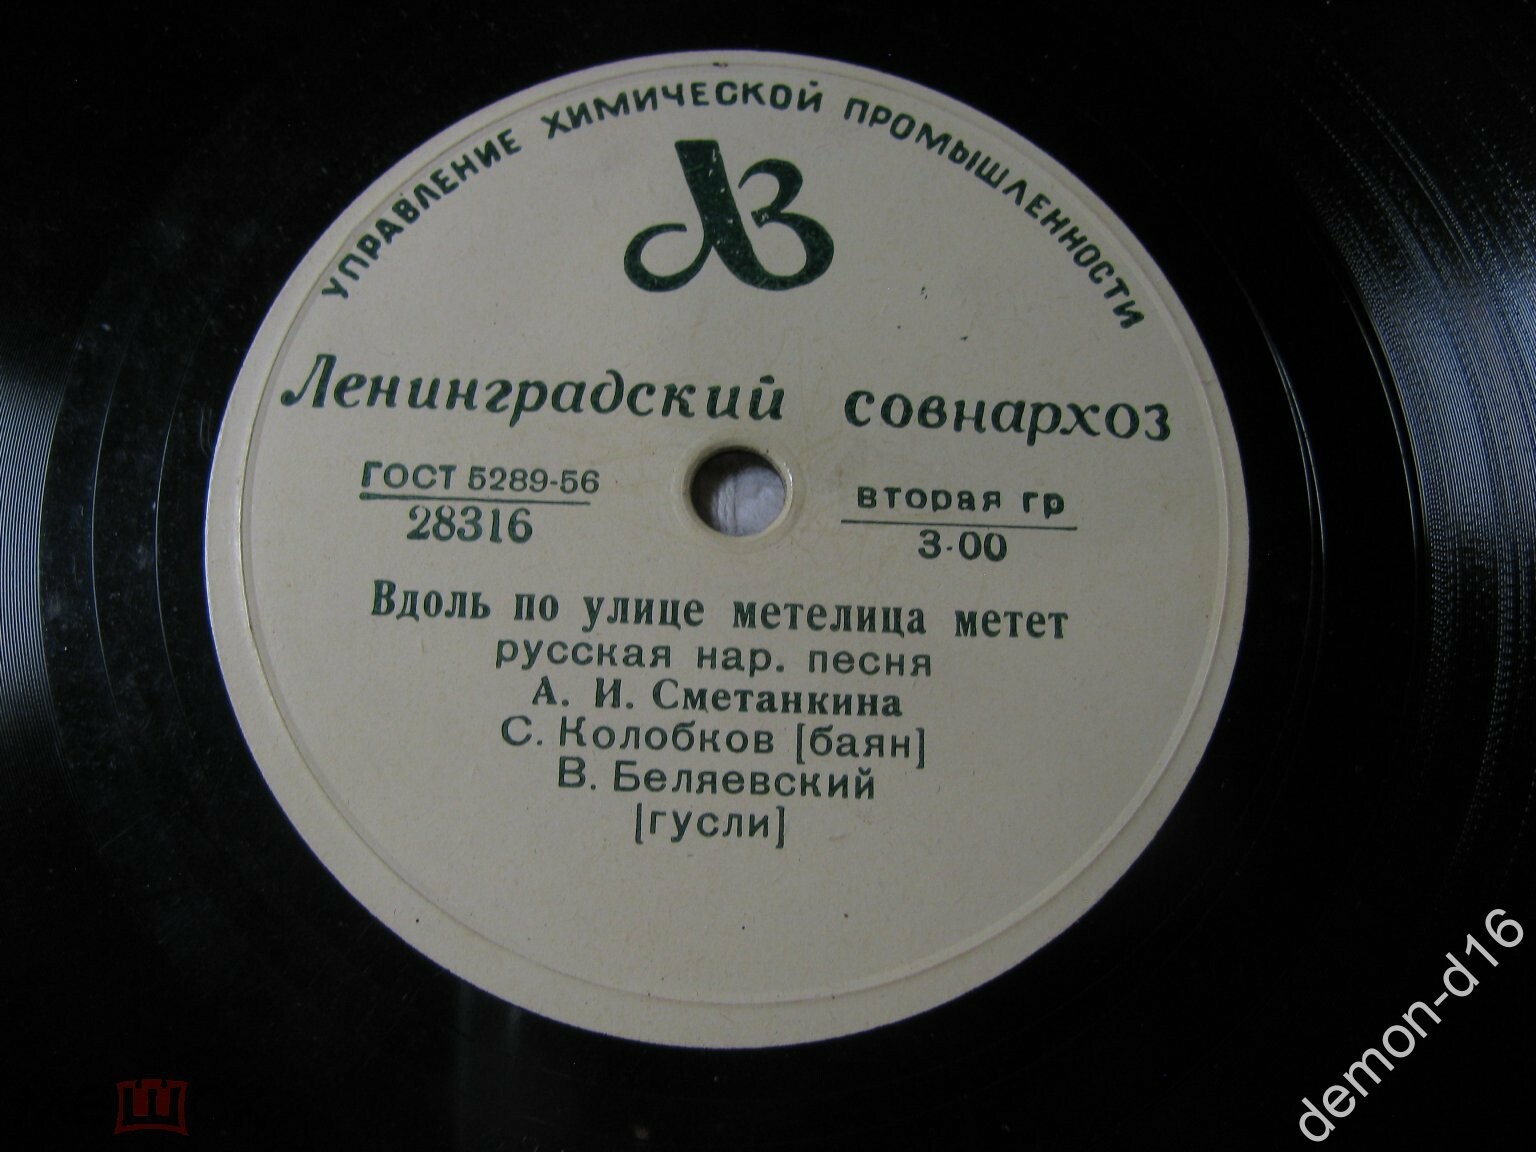 УПРАВЛЕНИЕ ХИМИЧЕСКОЙ ПРОМЫШЛЕННОСТИ
ЛЗ
Ленинградский совнархоз
ГОСТ 5289-56
28316
вторая гр
3-00
Вдоль по улице метелица метет
русская нар. песня
А. И. Сметанкина
С. Колобков [баян]
В. Беляевский
[гусли]
demon-d16